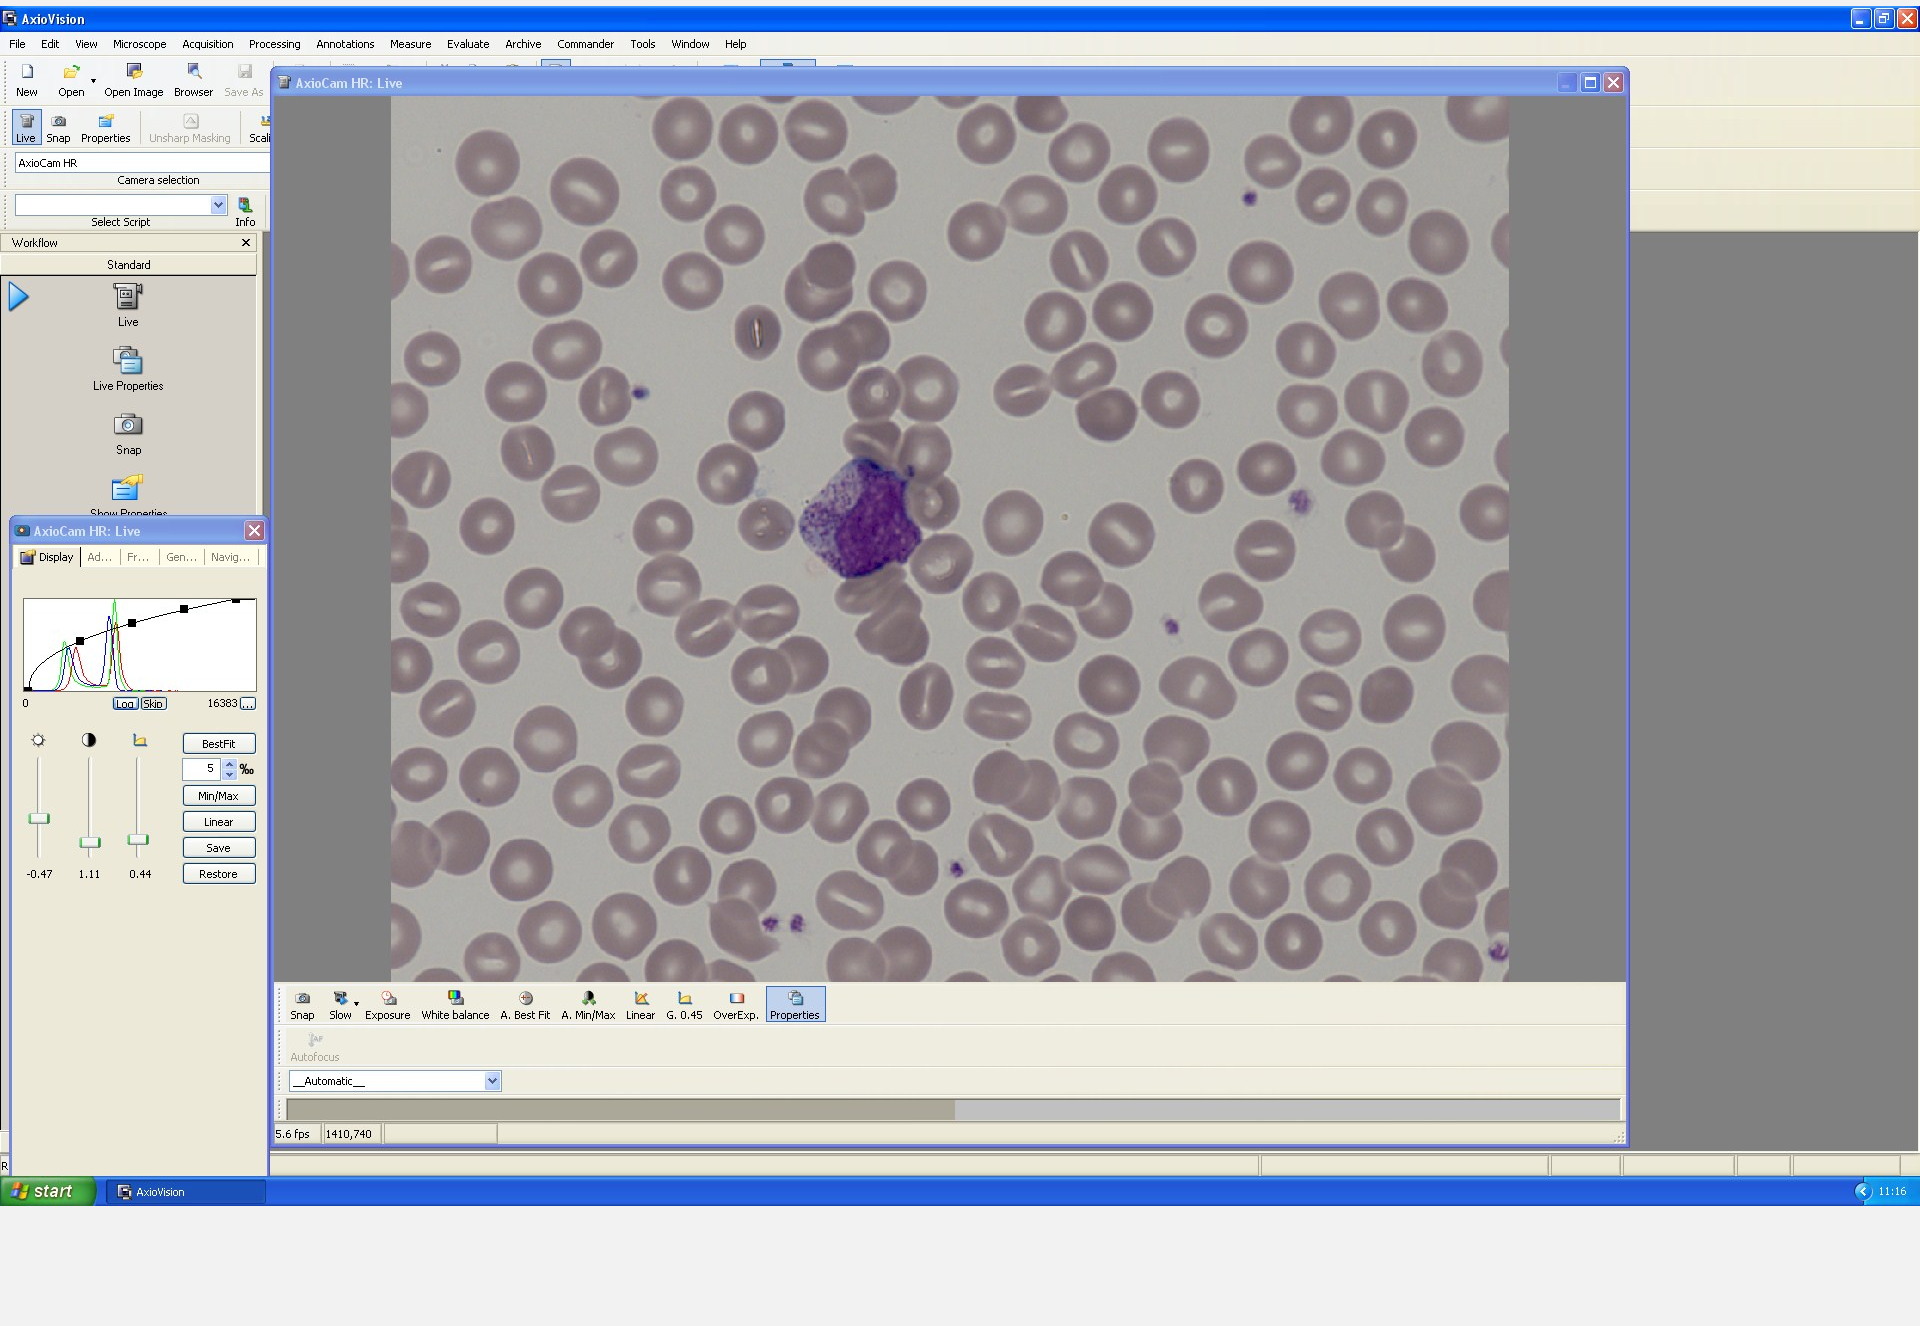 AxioVision
File Edit View Microscope Acquisition Processing Annotations Measure Evaluate Archive Commander Tools Window Help
New Open Open Image Browser Save As
AxioCam HR: Live
Live Snap Properties Unsharp Masking Scali
AxioCam HR
Camera selection
Select Script Info
Workflow
Standard
Live
Live Properties
Snap
Show Properties
AxioCam HR: Live
Display Ad... Fr... Gen... Navig...
0 Log Skip 16383 ...
BestFit
5 ‰
Min/Max
Linear
Save
-0.47 1.11 0.44 Restore
Snap Slow Exposure White balance A. Best Fit A. Min/Max Linear G. 0.45 OverExp. Properties
Autofocus
__Automatic__
5.6 fps 1410,740
R
start AxioVision 11:16